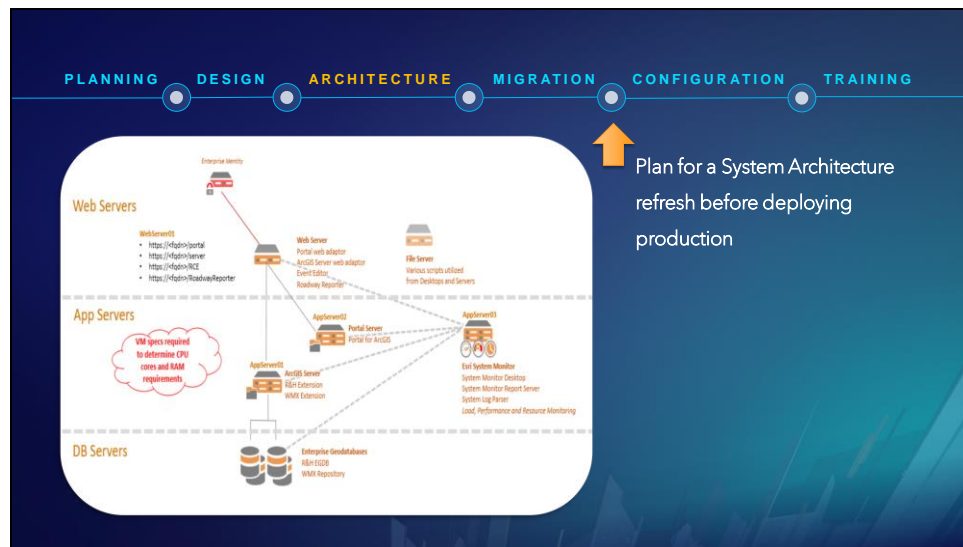 PLANNING DESIGN ARCHITECTURE MIGRATION CONFIGURATION TRAINING
Plan for a System Architecture
refresh before deploying
production
Enterprise Identity
Web Servers
WebServer01
• https://<fqdn>/portal
• https://<fqdn>/server
• https://<fqdn>/RCE
• https://<fqdn>/RoadwayReporter
Web Server
Portal web adaptor
ArcGIS Server web adaptor
Event Editor
Roadway Reporter
File Server
Various scripts utilized
from Desktops and Servers
App Servers
VM specs required
to determine CPU
cores and RAM
requirements
AppServer02
Portal Server
Portal for ArcGIS
AppServer03
Esri System Monitor
System Monitor Desktop
System Monitor Report Server
System Log Parser
Load, Performance and Resource Monitoring
AppServer01
ArcGIS Server
R&H Extension
WMX Extension
DB Servers
Enterprise Geodatabases
R&H EGDB
WMX Repository